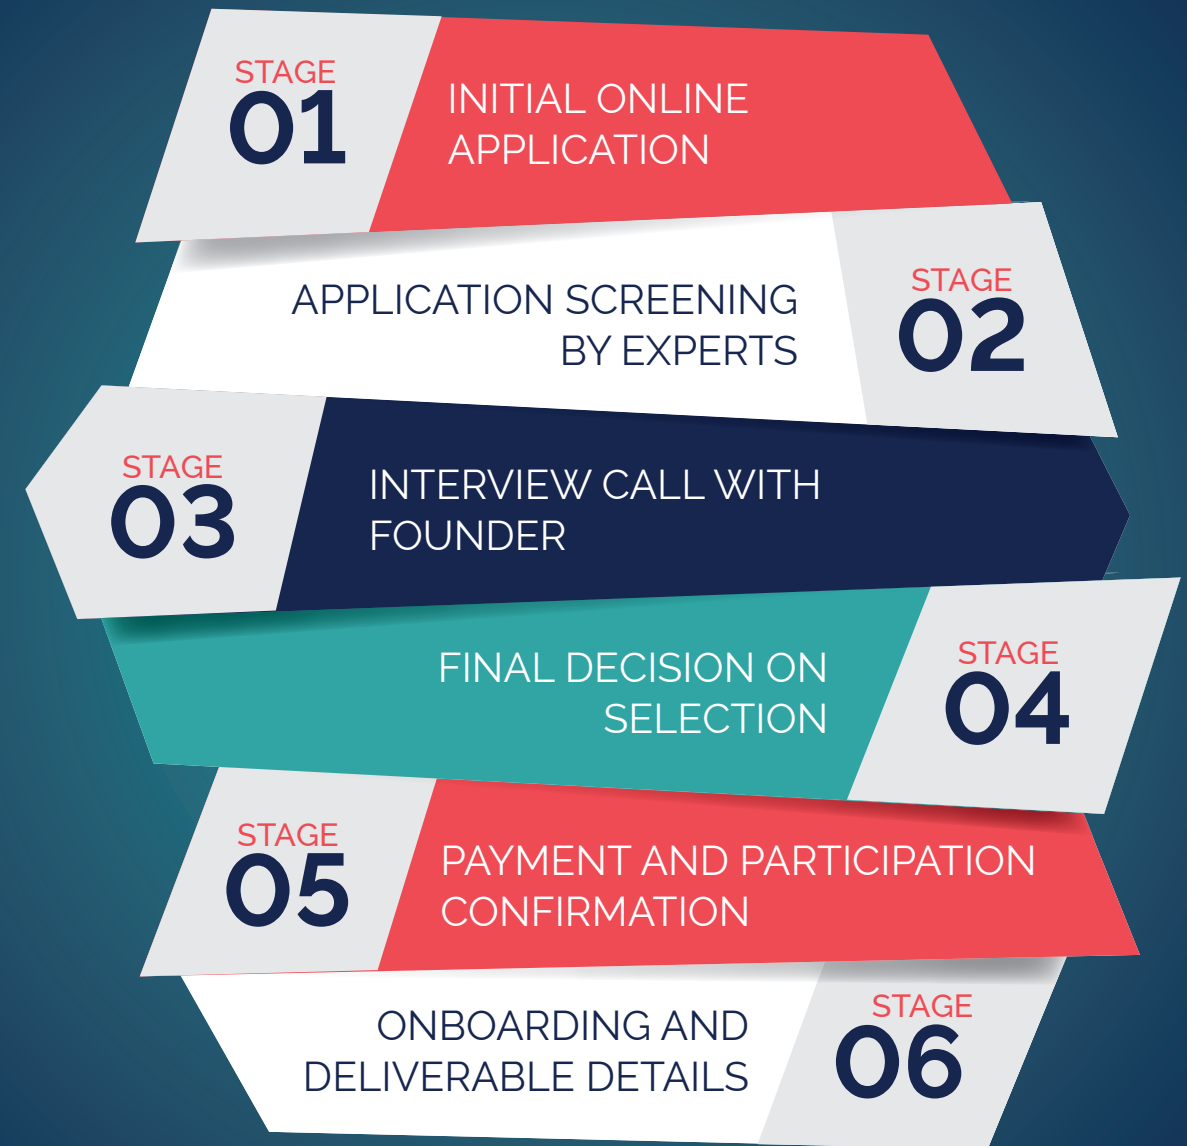 STAGE
01
INITIAL ONLINE
APPLICATION
APPLICATION SCREENING
BY EXPERTS
STAGE
02
STAGE
03
INTERVIEW CALL WITH
FOUNDER
FINAL DECISION ON
SELECTION
STAGE
04
STAGE
05
PAYMENT AND PARTICIPATION
CONFIRMATION
ONBOARDING AND
DELIVERABLE DETAILS
STAGE
06